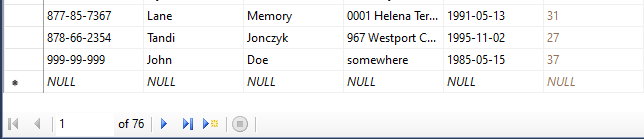 877-85-7367 Lane Memory 0001 Helena Ter... 1991-05-13 31
878-66-2354 Tandi Jonczyk 967 Westport C... 1995-11-02 27
999-99-999 John Doe somewhere 1985-05-15 37
NULL NULL NULL NULL NULL NULL
1 of 76